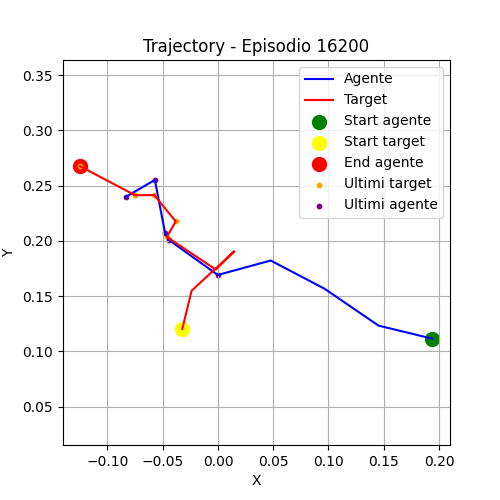 Trajectory - Episodio 16200
Agente
Target
Start agente
Start target
End agente
Ultimi target
Ultimi agente
0.35
0.30
0.25
0.20
0.15
0.10
0.05
Y
−0.10
−0.05
0.00
0.05
0.10
0.15
0.20
X